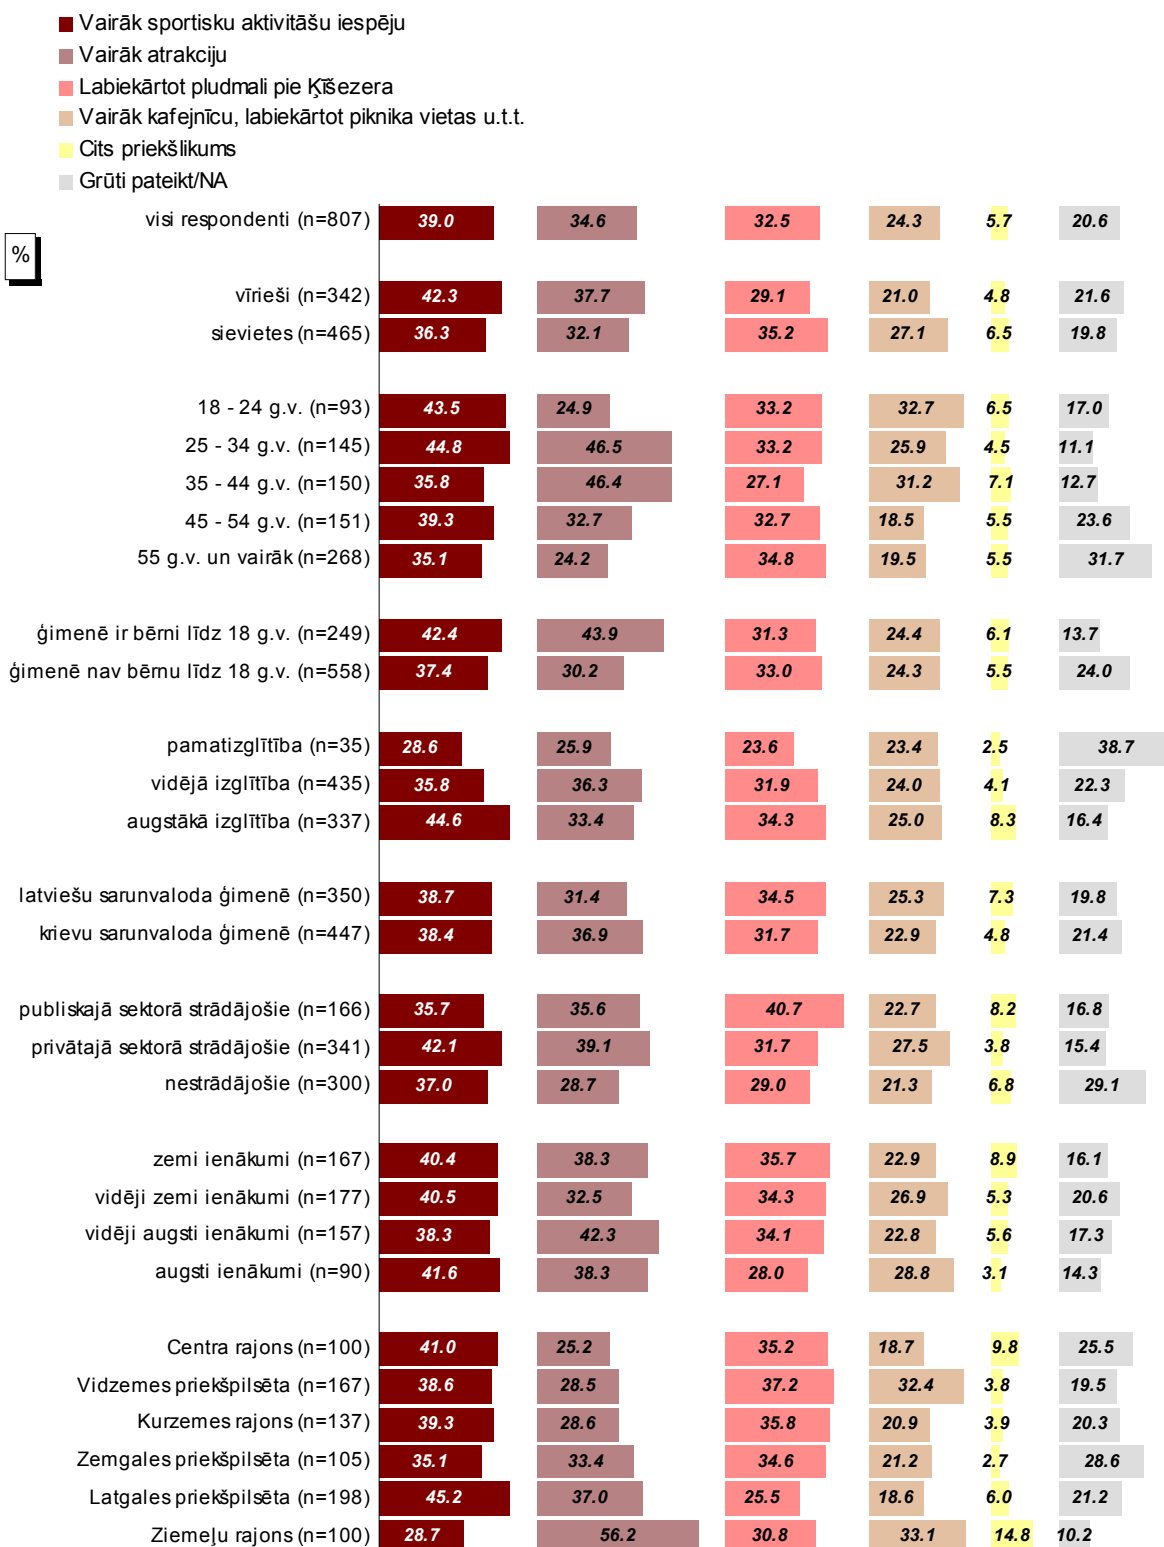 Vairāk sportisku aktivitāšu iespēju
Vairāk atrakciju
Labiekārtot pludmali pie Ķīšezera
Vairāk kafejnīcu, labiekārtot piknika vietas u.t.t.
Cits priekšlikums
Grūti pateikt/NA
%
visi respondenti (n=807) 39.0 34.6 32.5 24.3 5.7 20.6
vīrieši (n=342) 42.3 37.7 29.1 21.0 4.8 21.6
sievietes (n=465) 36.3 32.1 35.2 27.1 6.5 19.8
18 - 24 g.v. (n=93) 43.5 24.9 33.2 32.7 6.5 17.0
25 - 34 g.v. (n=145) 44.8 46.5 33.2 25.9 4.5 11.1
35 - 44 g.v. (n=150) 35.8 46.4 27.1 31.2 7.1 12.7
45 - 54 g.v. (n=151) 39.3 32.7 32.7 18.5 5.5 23.6
55 g.v. un vairāk (n=268) 35.1 24.2 34.8 19.5 5.5 31.7
ģimenē ir bērni līdz 18 g.v. (n=249) 42.4 43.9 31.3 24.4 6.1 13.7
ģimenē nav bērnu līdz 18 g.v. (n=558) 37.4 30.2 33.0 24.3 5.5 24.0
pamatizglītība (n=35) 28.6 25.9 23.6 23.4 2.5 38.7
vidējā izglītība (n=435) 35.8 36.3 31.9 24.0 4.1 22.3
augstākā izglītība (n=337) 44.6 33.4 34.3 25.0 8.3 16.4
latviešu sarunvaloda ģimenē (n=350) 38.7 31.4 34.5 25.3 7.3 19.8
krievu sarunvaloda ģimenē (n=447) 38.4 36.9 31.7 22.9 4.8 21.4
publiskajā sektorā strādājošie (n=166) 35.7 35.6 40.7 22.7 8.2 16.8
privātajā sektorā strādājošie (n=341) 42.1 39.1 31.7 27.5 3.8 15.4
nestrādājošie (n=300) 37.0 28.7 29.0 21.3 6.8 29.1
zemi ienākumi (n=167) 40.4 38.3 35.7 22.9 8.9 16.1
vidēji zemi ienākumi (n=177) 40.5 32.5 34.3 26.9 5.3 20.6
vidēji augsti ienākumi (n=157) 38.3 42.3 34.1 22.8 5.6 17.3
augsti ienākumi (n=90) 41.6 38.3 28.0 28.8 3.1 14.3
Centra rajons (n=100) 41.0 25.2 35.2 18.7 9.8 25.5
Vidzemes priekšpilsēta (n=167) 38.6 28.5 37.2 32.4 3.8 19.5
Kurzemes rajons (n=137) 39.3 28.6 35.8 20.9 3.9 20.3
Zemgales priekšpilsēta (n=105) 35.1 33.4 34.6 21.2 2.7 28.6
Latgales priekšpilsēta (n=198) 45.2 37.0 25.5 18.6 6.0 21.2
Ziemeļu rajons (n=100) 28.7 56.2 30.8 33.1 14.8 10.2